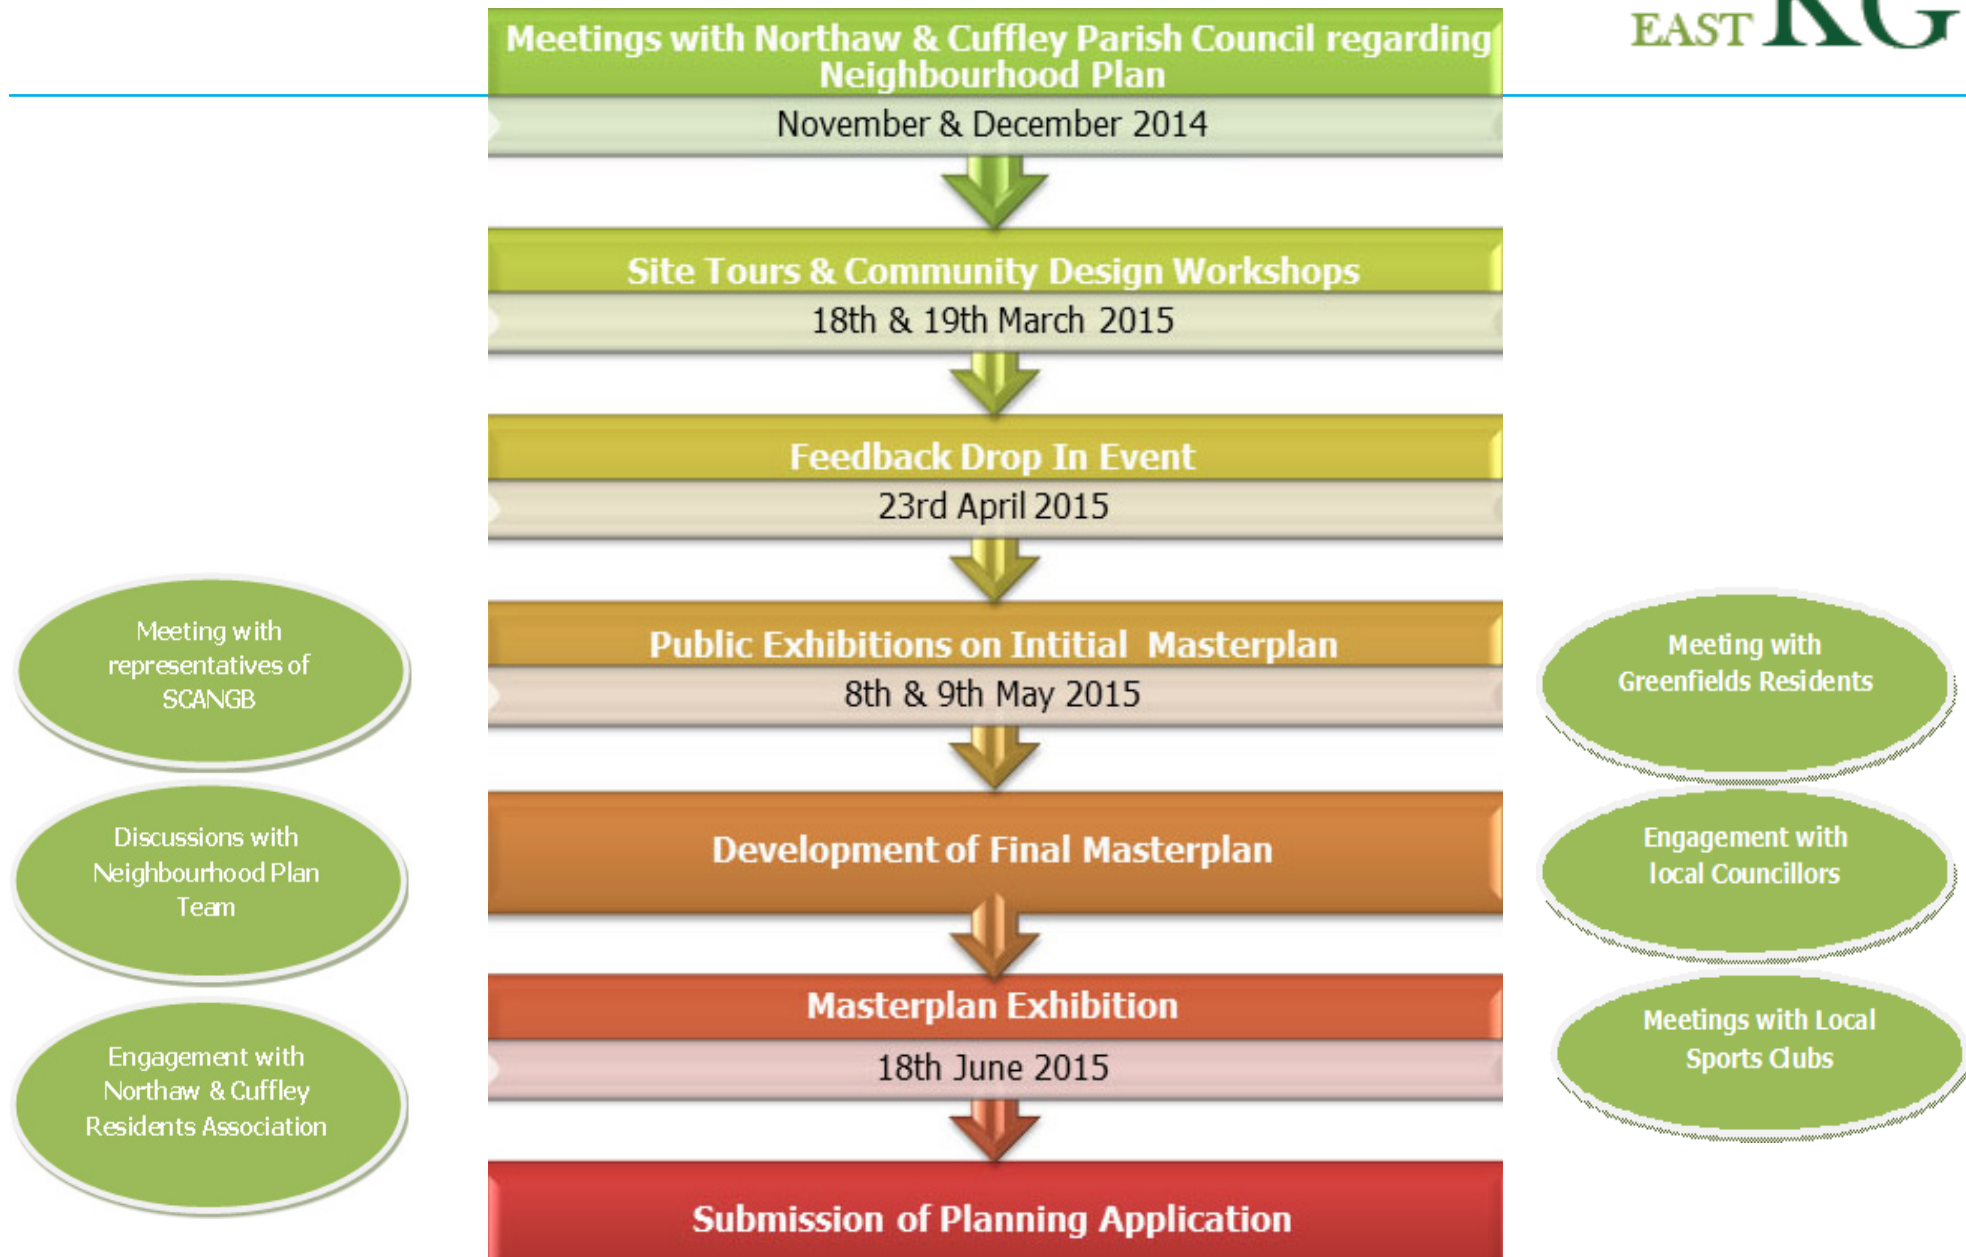 EAST KG
Meetings with Northaw & Cuffley Parish Council regarding
Neighbourhood Plan
November & December 2014
Site Tours & Community Design Workshops
18th & 19th March 2015
Feedback Drop In Event
23rd April 2015
Public Exhibitions on Intitial Masterplan
8th & 9th May 2015
Development of Final Masterplan
Masterplan Exhibition
18th June 2015
Submission of Planning Application
Meeting with
representatives of
SCANGB
Discussions with
Neighbourhood Plan
Team
Engagement with
Northaw & Cuffley
Residents Association
Meeting with
Greenfields Residents
Engagement with
local Councillors
Meetings with Local
Sports Clubs